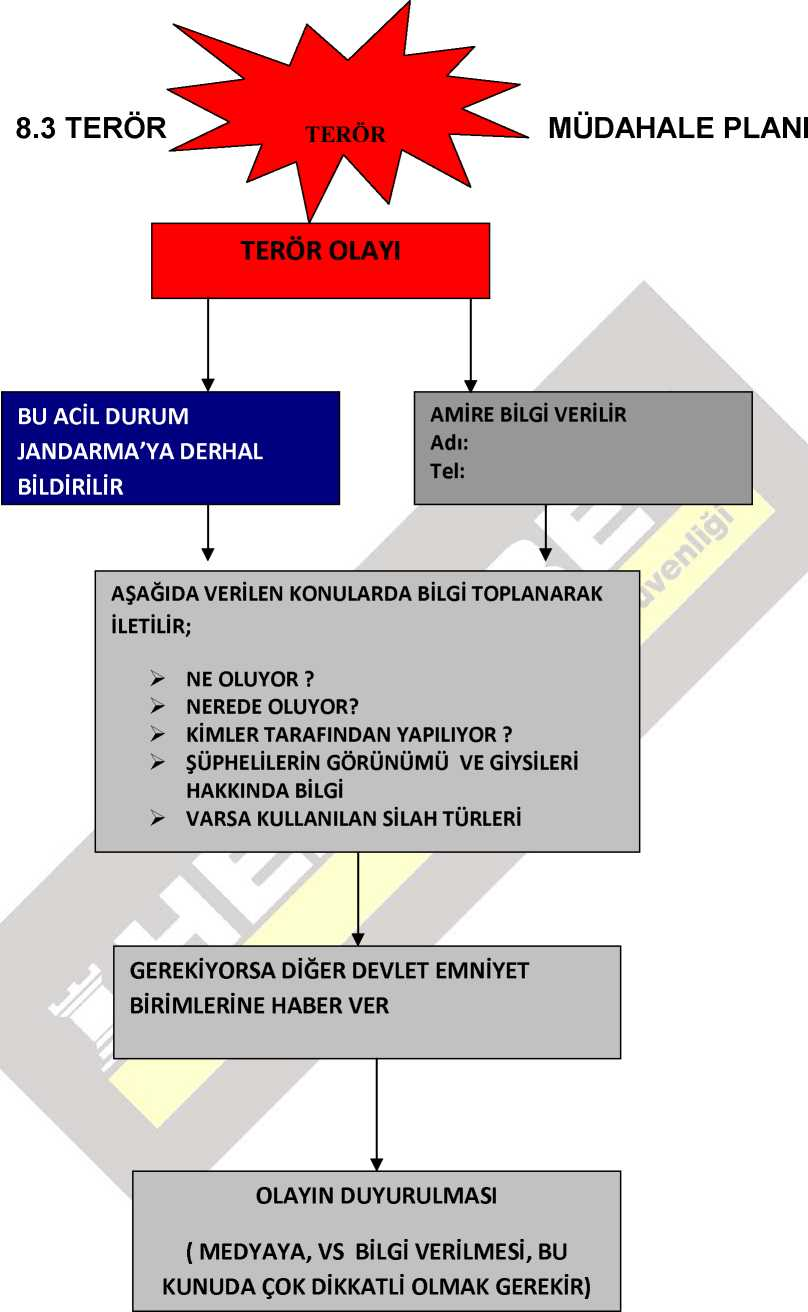 8.3 TERÖR
TERÖR
MÜDAHALE PLANI
TERÖR OLAYI
BU ACİL DURUM
JANDARMA'YA DERHAL
BİLDİRİLİR
AMİRE BİLGİ VERİLİR
Adı:
Tel:
AŞAĞIDA VERİLEN KONULARDA BİLGİ TOPLANARAK
İLETİLİR;
➢ NE OLUYOR ?
➢ NEREDE OLUYOR?
➢ KİMLER TARAFINDAN YAPILIYOR ?
➢ ŞÜPHELİLERİN GÖRÜNÜMÜ VE GİYSİLERİ
HAKKINDA BİLGİ
➢ VARSA KULLANILAN SİLAH TÜRLERİ
GEREKİYORSA DİĞER DEVLET EMNİYET
BİRİMLERİNE HABER VER
OLAYIN DUYURULMASI
( MEDYAYA, VS BİLGİ VERİLMESİ, BU
KUNUDA ÇOK DİKKATLİ OLMAK GEREKİR)